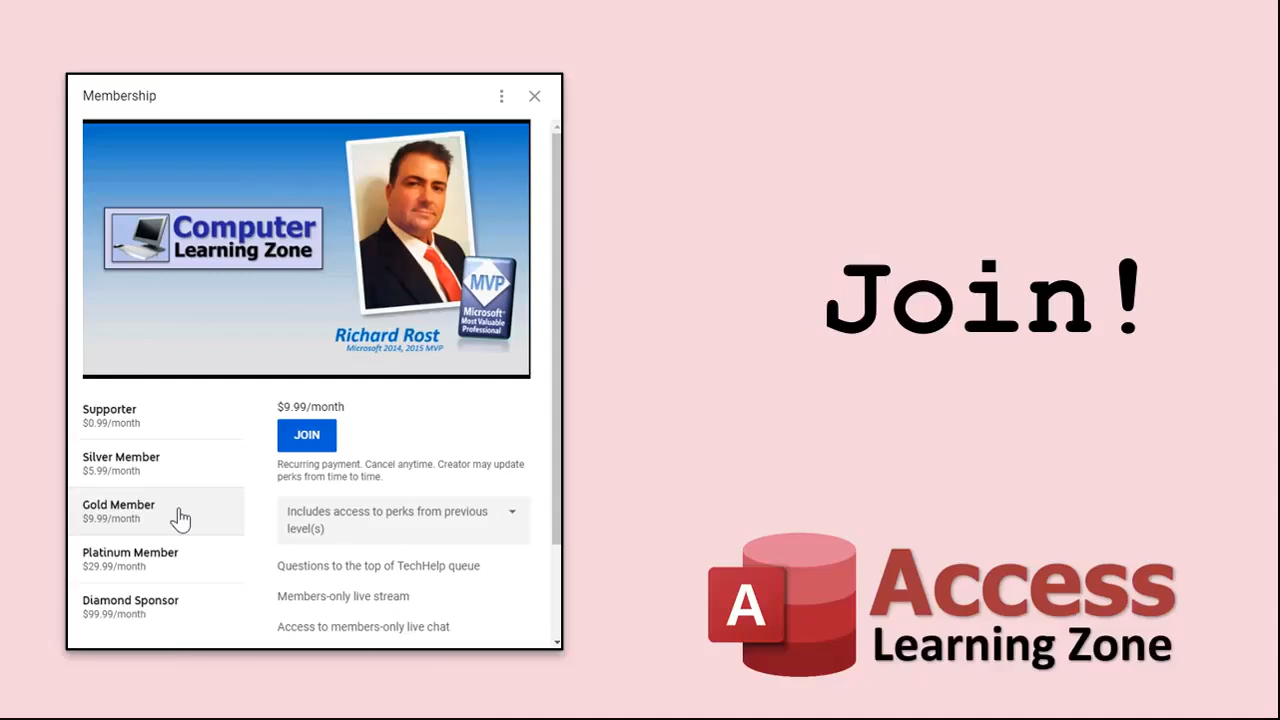 Membership
Computer
Learning Zone
MVP
Microsoft®
Most Valuable
Professional
Richard Rost
Microsoft 2014, 2015 MVP
Supporter
$0.99/month
Silver Member
$5.99/month
Gold Member
$9.99/month
Platinum Member
$29.99/month
Diamond Sponsor
$99.99/month
$9.99/month
JOIN
Recurring payment. Cancel anytime. Creator may update
perks from time to time.
Includes access to perks from previous
level(s)
Questions to the top of TechHelp queue
Members-only live stream
Access to members-only live chat
Join!
A
Access
Learning Zone